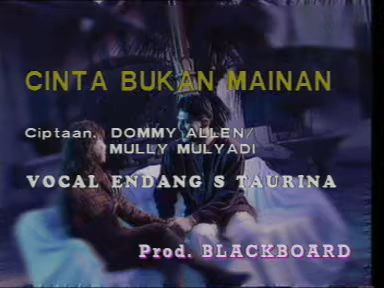 CINTA BUKAN MAINAN
Ciptaan. DOMMY ALLEN/
MULLY MULYADI
VOCAL ENDANG S TAURINA
Prod. BLACKBOARD